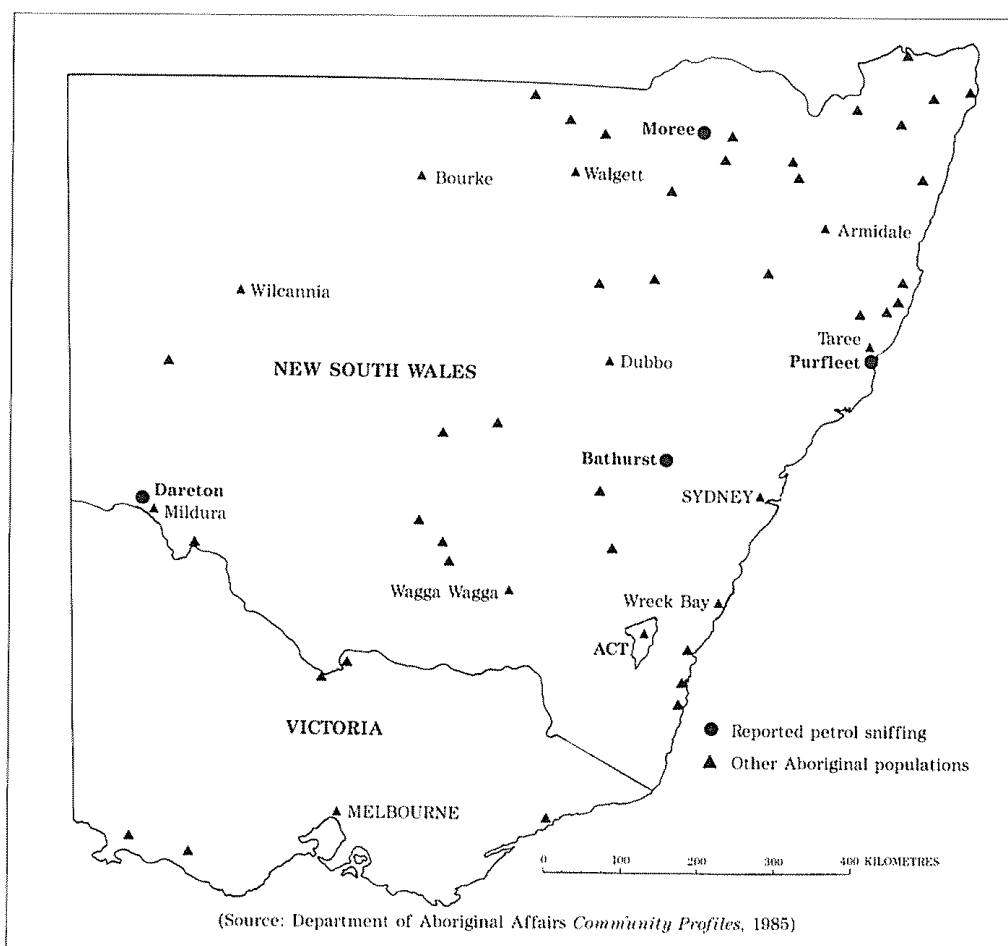 Moree
Bourke
Walgett
Armidale
Wilcannia
Taree
NEW SOUTH WALES
Dubbo
Purfleet
Bathurst
Dareton
SYDNEY
Mildura
Wagga Wagga
Wreck Bay
ACT
VICTORIA
Reported petrol sniffing
Other Aboriginal populations
MELBOURNE
0 100 200 300 400 KILOMETRES
(Source: Department of Aboriginal Affairs Community Profiles, 1985)